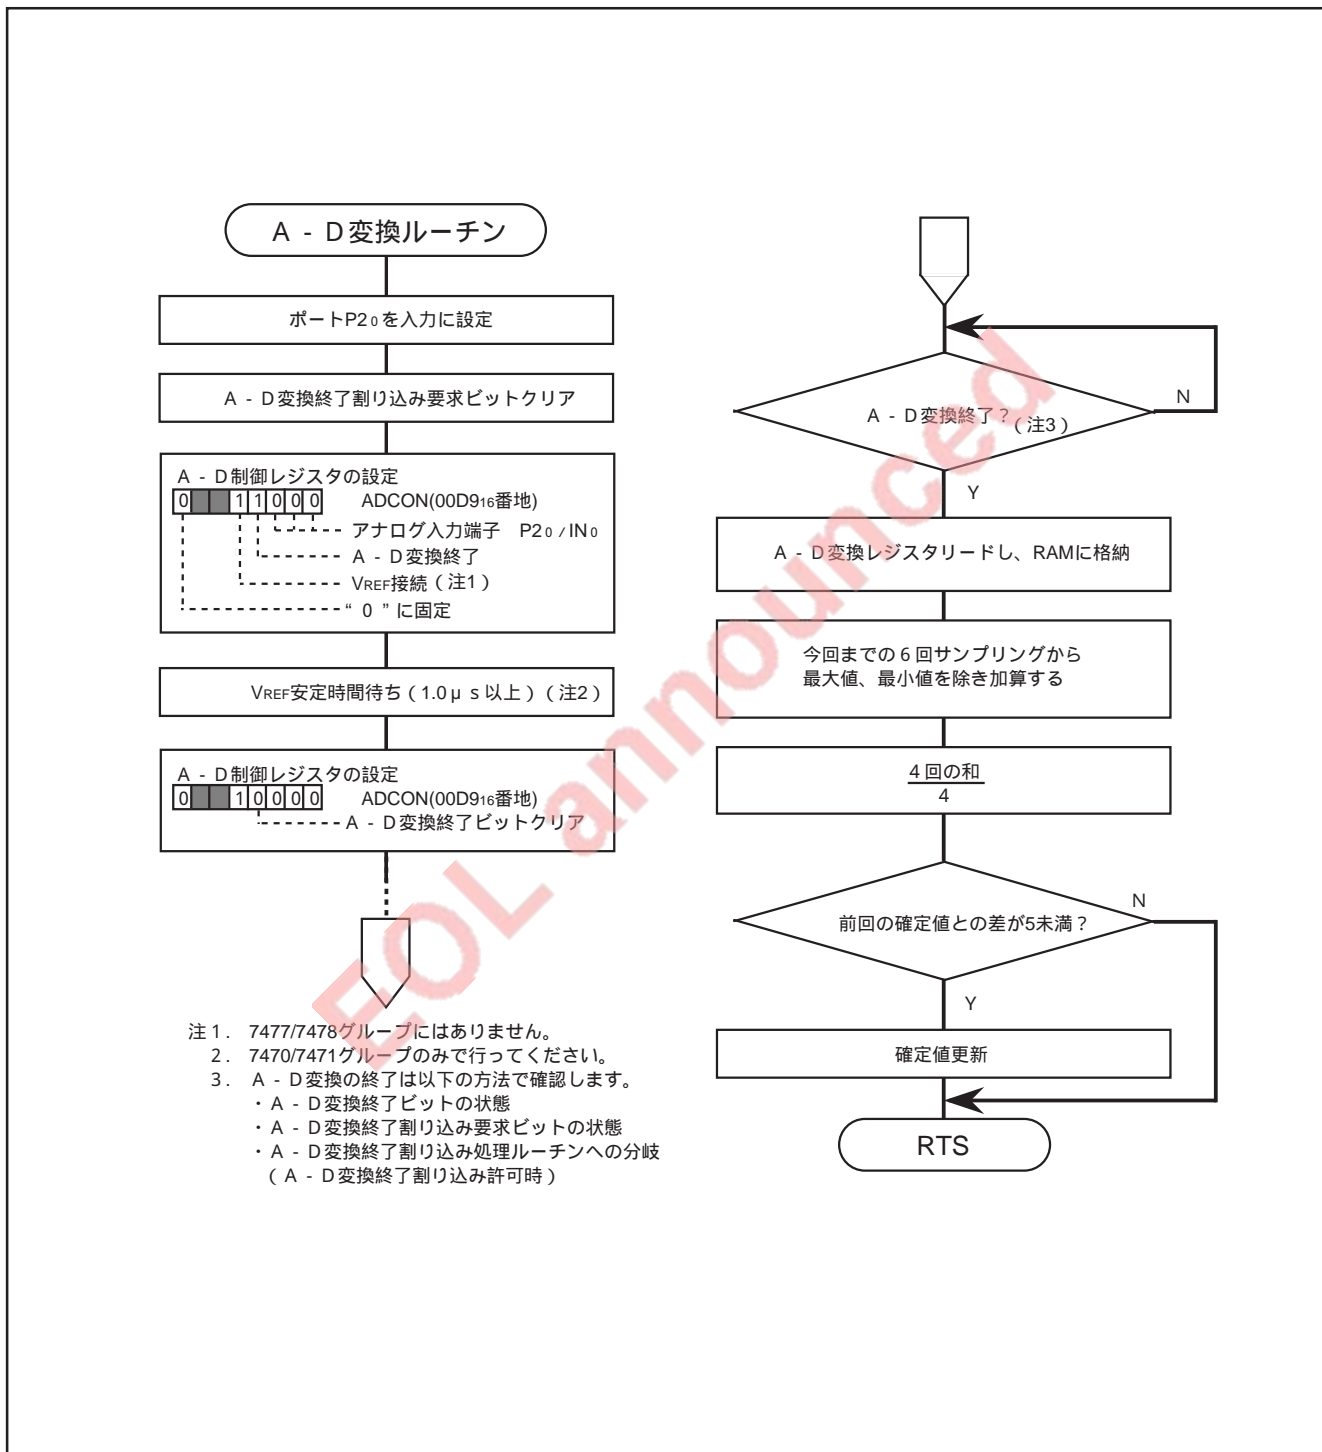 A - D変換ルーチン
ポートP20を入力に設定
A - D変換終了割り込み要求ビットクリア
A - D制御レジスタの設定
0 1 1 0 0 0 ADCON(00D916番地)
アナログ入力端子 P20 / IN0
A - D変換終了
VREF接続（注1）
“ 0 ”に固定
VREF安定時間待ち（1.0μs以上）（注2）
A - D制御レジスタの設定
0 1 0 0 0 0 ADCON(00D916番地)
A - D変換終了ビットクリア
注1. 7477/7478グループにはありません。
2. 7470/7471グループのみで行ってください。
3. A - D変換の終了は以下の方法で確認します。
・A - D変換終了ビットの状態
・A - D変換終了割り込み要求ビットの状態
・A - D変換終了割り込み処理ルーチンへの分岐
（A - D変換終了割り込み許可時）
A - D変換終了？（注3）
N
Y
A - D変換レジスタリードし、RAMに格納
今回までの6回サンプリングから
最大値、最小値を除き加算する
4回の和
4
前回の確定値との差が5未満？
N
Y
確定値更新
RTS
EOL announced